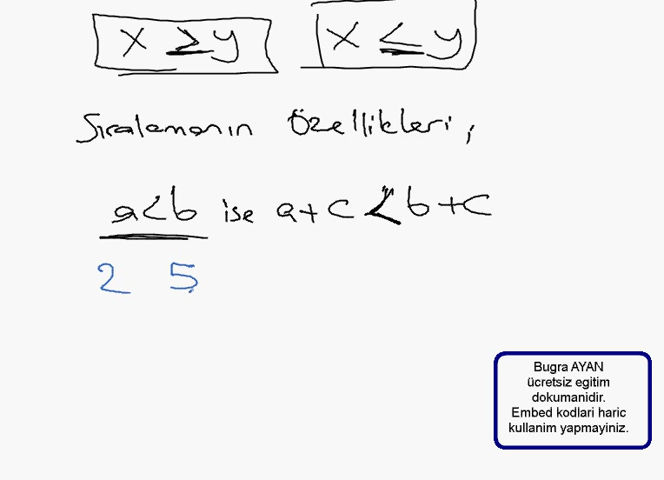 x ≥ y x ≤ y
Sıralamanın Özellikleri,
a<b ise a+c<b+c
2 5
Bugra AYAN
ücretsiz egitim
dokumanidir.
Embed kodlari haric
kullanim yapmayiniz.